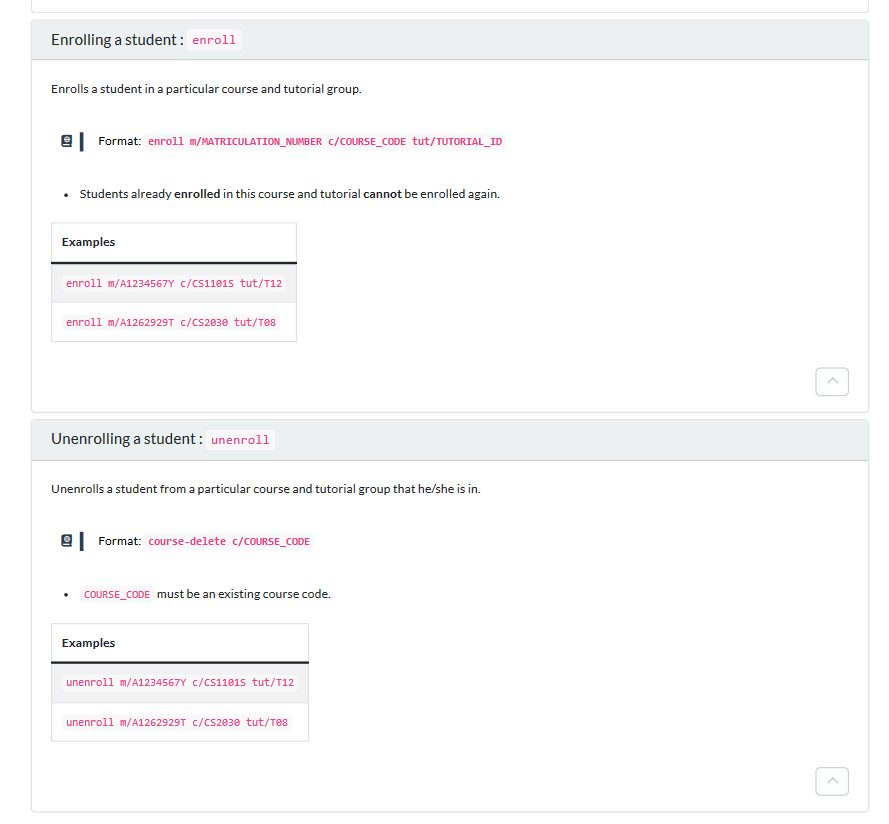 Enrolling a student : enroll
Enrolls a student in a particular course and tutorial group.
Format: enroll m/MATRICULATION_NUMBER c/COURSE_CODE tut/TUTORIAL_ID
• Students already enrolled in this course and tutorial cannot be enrolled again.
Examples
enroll m/A1234567Y c/CS1101S tut/T12
enroll m/A1262929T c/CS2030 tut/T08
Unenrolling a student : unenroll
Unenrolls a student from a particular course and tutorial group that he/she is in.
Format: course-delete c/COURSE_CODE
• COURSE_CODE must be an existing course code.
Examples
unenroll m/A1234567Y c/CS1101S tut/T12
unenroll m/A1262929T c/CS2030 tut/T08